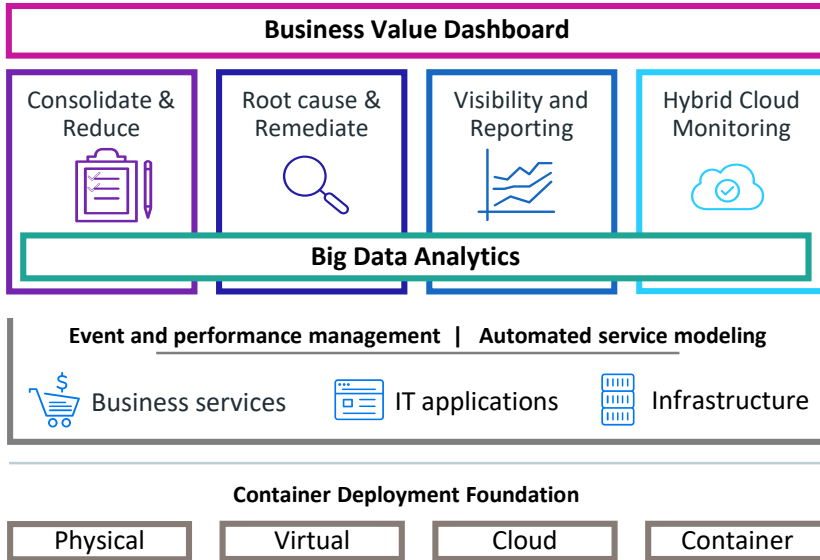 Business Value Dashboard
Consolidate &
Reduce
Root cause &
Remediate
Visibility and
Reporting
Hybrid Cloud
Monitoring
Big Data Analytics
Event and performance management | Automated service modeling
$
Business services
IT applications
Infrastructure
Container Deployment Foundation
Physical
Virtual
Cloud
Container